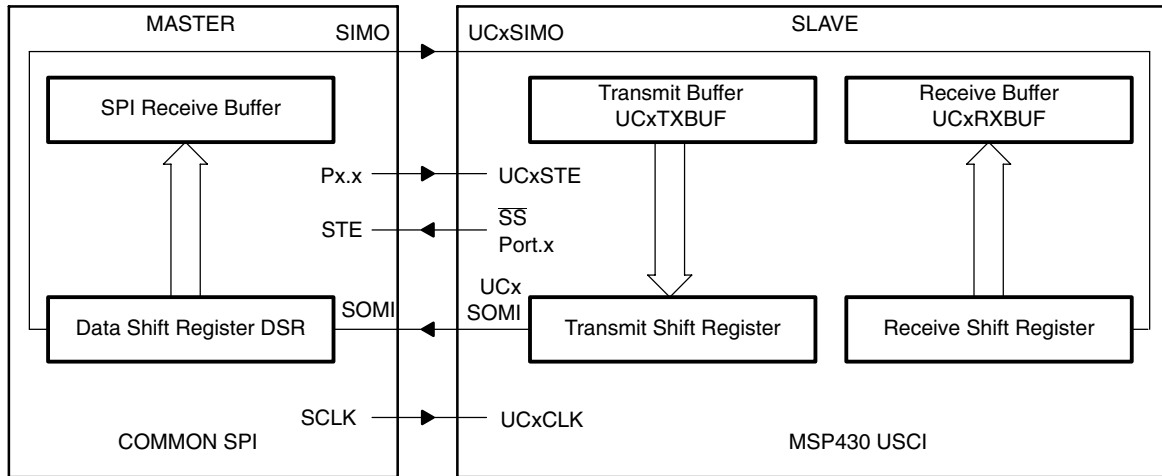 MASTER
SIMO
SPI Receive Buffer
Px.x
STE
SOMI
Data Shift Register DSR
SCLK
COMMON SPI
SLAVE
UCxSIMO
Transmit Buffer
UCxTXBUF
Receive Buffer
UCxRXBUF
UCxSTE
SS
Port.x
UCx
SOMI
Transmit Shift Register
Receive Shift Register
UCxCLK
MSP430 USCI